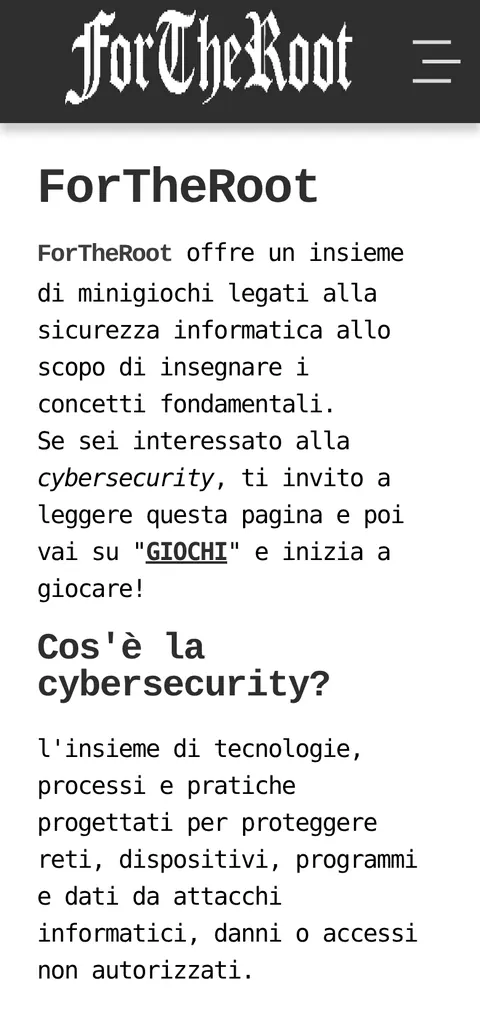 ForTheRoot
ForTheRoot
ForTheRoot offre un insieme
di minigiochi legati alla
sicurezza informatica allo
scopo di insegnare i
concetti fondamentali.
Se sei interessato alla
cybersecurity, ti invito a
leggere questa pagina e poi
vai su "GIOCHI" e inizia a
giocare!
Cos'è la
cybersecurity?
l'insieme di tecnologie,
processi e pratiche
progettati per proteggere
reti, dispositivi, programmi
e dati da attacchi
informatici, danni o accessi
non autorizzati.